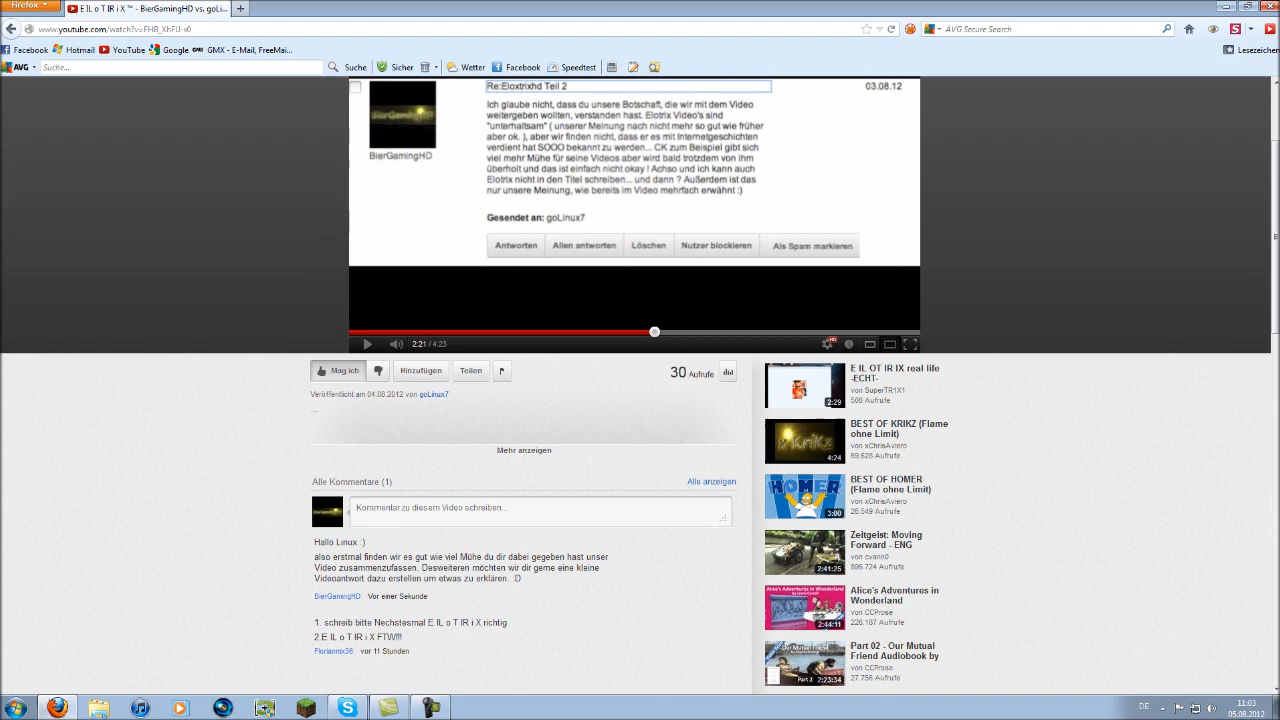 Firefox
E IL o T IR i X ™ - BierGamingHD vs. goLi...
www.youtube.com/watch?v=FHB_XhFU-x0
AVG Secure Search
Facebook
Hotmail
YouTube
Google
GMX - E-Mail, FreeMai...
Lesezeichen
AVG
Suche...
Suche
Sicher
Wetter
Facebook
Speedtest
Re:Eloxtrixhd Teil 2
03.08.12
BierGamingHD
Ich glaube nicht, dass du unsere Botschaft, die wir mit dem Video
weitergeben wollten, verstanden hast. Elotrix Video's sind
"unterhaltsam" ( unserer Meinung nach nicht mehr so gut wie früher
aber ok. ), aber wir finden nicht, dass er es mit Internetgeschichten
verdient hat SOOO bekannt zu werden... CK zum Beispiel gibt sich
viel mehr Mühe für seine Videos aber wird bald trotzdem von ihm
überholt und das ist einfach nicht okay ! Achso und ich kann auch
Elotrix nicht in den Titel schreiben... und dann ? Außerdem ist das
nur unsere Meinung, wie bereits im Video mehrfach erwähnt :)
Gesendet an: goLinux7
Antworten
Allen antworten
Löschen
Nutzer blockieren
Als Spam markieren
2:21 / 4:23
Mag ich
Hinzufügen
Teilen
30 Aufrufe
Veröffentlicht am 04.08.2012 von goLinux7
...
Mehr anzeigen
Alle Kommentare (1)
Alle anzeigen
Kommentar zu diesem Video schreiben...
Hallo Linux :)
also erstmal finden wir es gut wie viel Mühe du dir dabei gegeben hast unser
Video zusammenzufassen. Desweiteren möchten wir dir gerne eine kleine
Videoantwort dazu erstellen um etwas zu erklären. :D
BierGamingHD Vor einer Sekunde
1. schreib bitte Nechstesmal E IL o T IR i X richtig
2.E IL o T IR i X FTW!!!
Florianmx36 vor 11 Stunden
E IL OT IR IX real life
-ECHT-
von SuperTR1X1
506 Aufrufe
2:29
BEST OF KRIKZ (Flame
ohne Limit)
von xChrisAviero
69.628 Aufrufe
4:24
BEST OF HOMER
(Flame ohne Limit)
von xChrisAviero
26.549 Aufrufe
HOMER
3:00
Zeitgeist: Moving
Forward - ENG
von cvann0
896.724 Aufrufe
2:41:25
Alice's Adventures in
Wonderland
von CCProse
226.187 Aufrufe
Alice's Adventures in Wonderland
2:44:11
Part 02 - Our Mutual
Friend Audiobook by
von CCProse
27.756 Aufrufe
Our Mutual Friend
Part 2
2:23:34
DE
11:03
05.08.2012